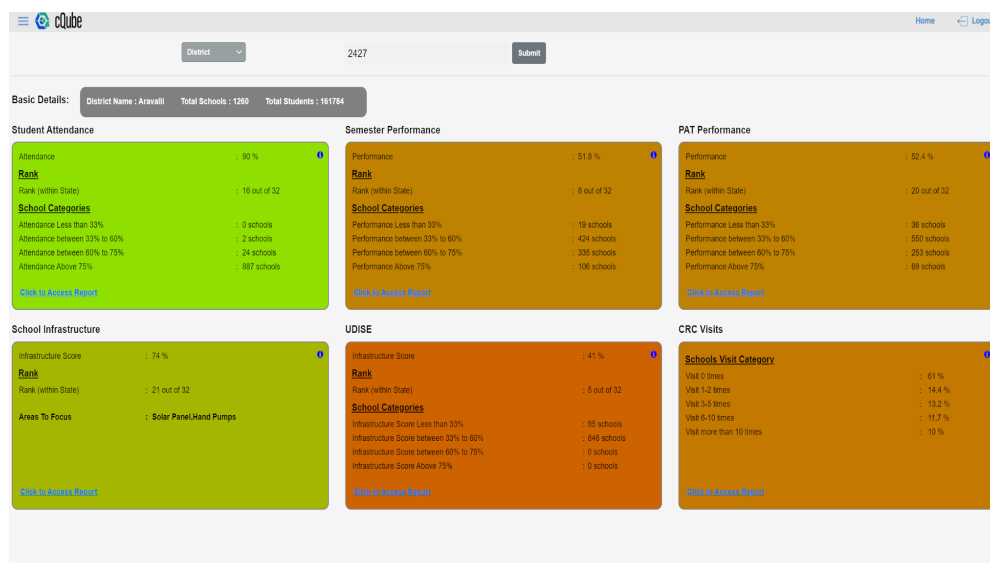 cQube Home Logou
District 2427 Submit
Basic Details: District Name : Aravalli Total Schools : 1260 Total Students : 161784
Student Attendance
Attendance : 90 %
Rank
Rank (within State) : 16 out of 32
School Categories
Attendance Less than 33% : 0 schools
Attendance between 33% to 60% : 2 schools
Attendance between 60% to 75% : 24 schools
Attendance Above 75% : 887 schools
Click to Access Report
Semester Performance
Performance : 51.8 %
Rank
Rank (within State) : 8 out of 32
School Categories
Performance Less than 33% : 19 schools
Performance between 33% to 60% : 424 schools
Performance between 60% to 75% : 335 schools
Performance Above 75% : 106 schools
Click to Access Report
PAT Performance
Performance : 52.4 %
Rank
Rank (within State) : 20 out of 32
School Categories
Performance Less than 33% : 36 schools
Performance between 33% to 60% : 550 schools
Performance between 60% to 75% : 253 schools
Performance Above 75% : 69 schools
Click to Access Report
School Infrastructure
Infrastructure Score : 74 %
Rank
Rank (within State) : 21 out of 32
Areas To Focus : Solar Panel,Hand Pumps
Click to Access Report
UDISE
Infrastructure Score : 41 %
Rank
Rank (within State) : 5 out of 32
School Categories
Infrastructure Score Less than 33% : 95 schools
Infrastructure Score between 33% to 60% : 846 schools
Infrastructure Score between 60% to 75% : 0 schools
Infrastructure Score Above 75% : 0 schools
Click to Access Report
CRC Visits
Schools Visit Category
Visit 0 times : 61 %
Visit 1-2 times : 14.4 %
Visit 3-5 times : 13.2 %
Visit 6-10 times : 11.7 %
Visit more than 10 times : 10 %
Click to Access Report